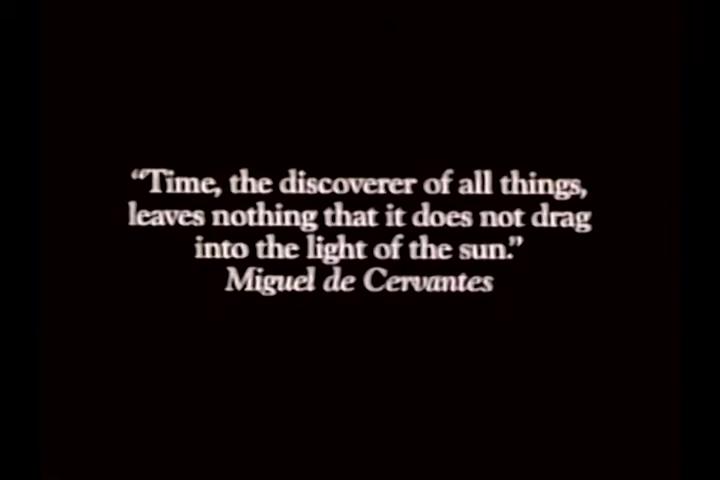 “Time, the discoverer of all things,
leaves nothing that it does not drag
into the light of the sun.”
Miguel de Cervantes